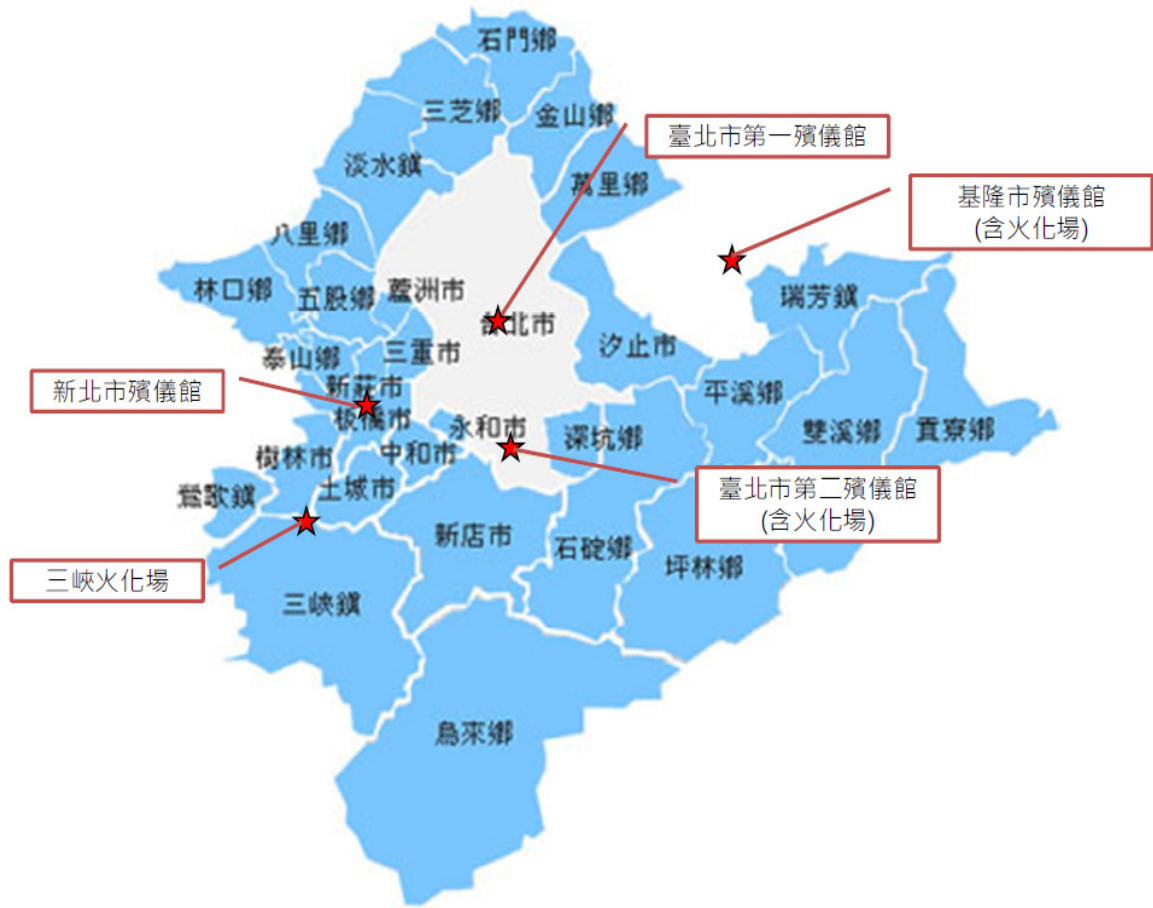 石門鄉
三芝鄉
金山鄉
臺北市第一殯儀館
淡水鎮
萬里鄉
基隆市殯儀館
(含火化場)
八里鄉
林口鄉
五股鄉
蘆洲市
瑞芳鎮
台北市
汐止市
泰山鄉
三重市
新北市殯儀館
新莊市
平溪鄉
板橋市
永和市
深坑鄉
雙溪鄉
貢寮鄉
樹林市
中和市
鶯歌鎮
土城市
臺北市第二殯儀館
(含火化場)
新店市
石碇鄉
坪林鄉
三峽火化場
三峽鎮
烏來鄉